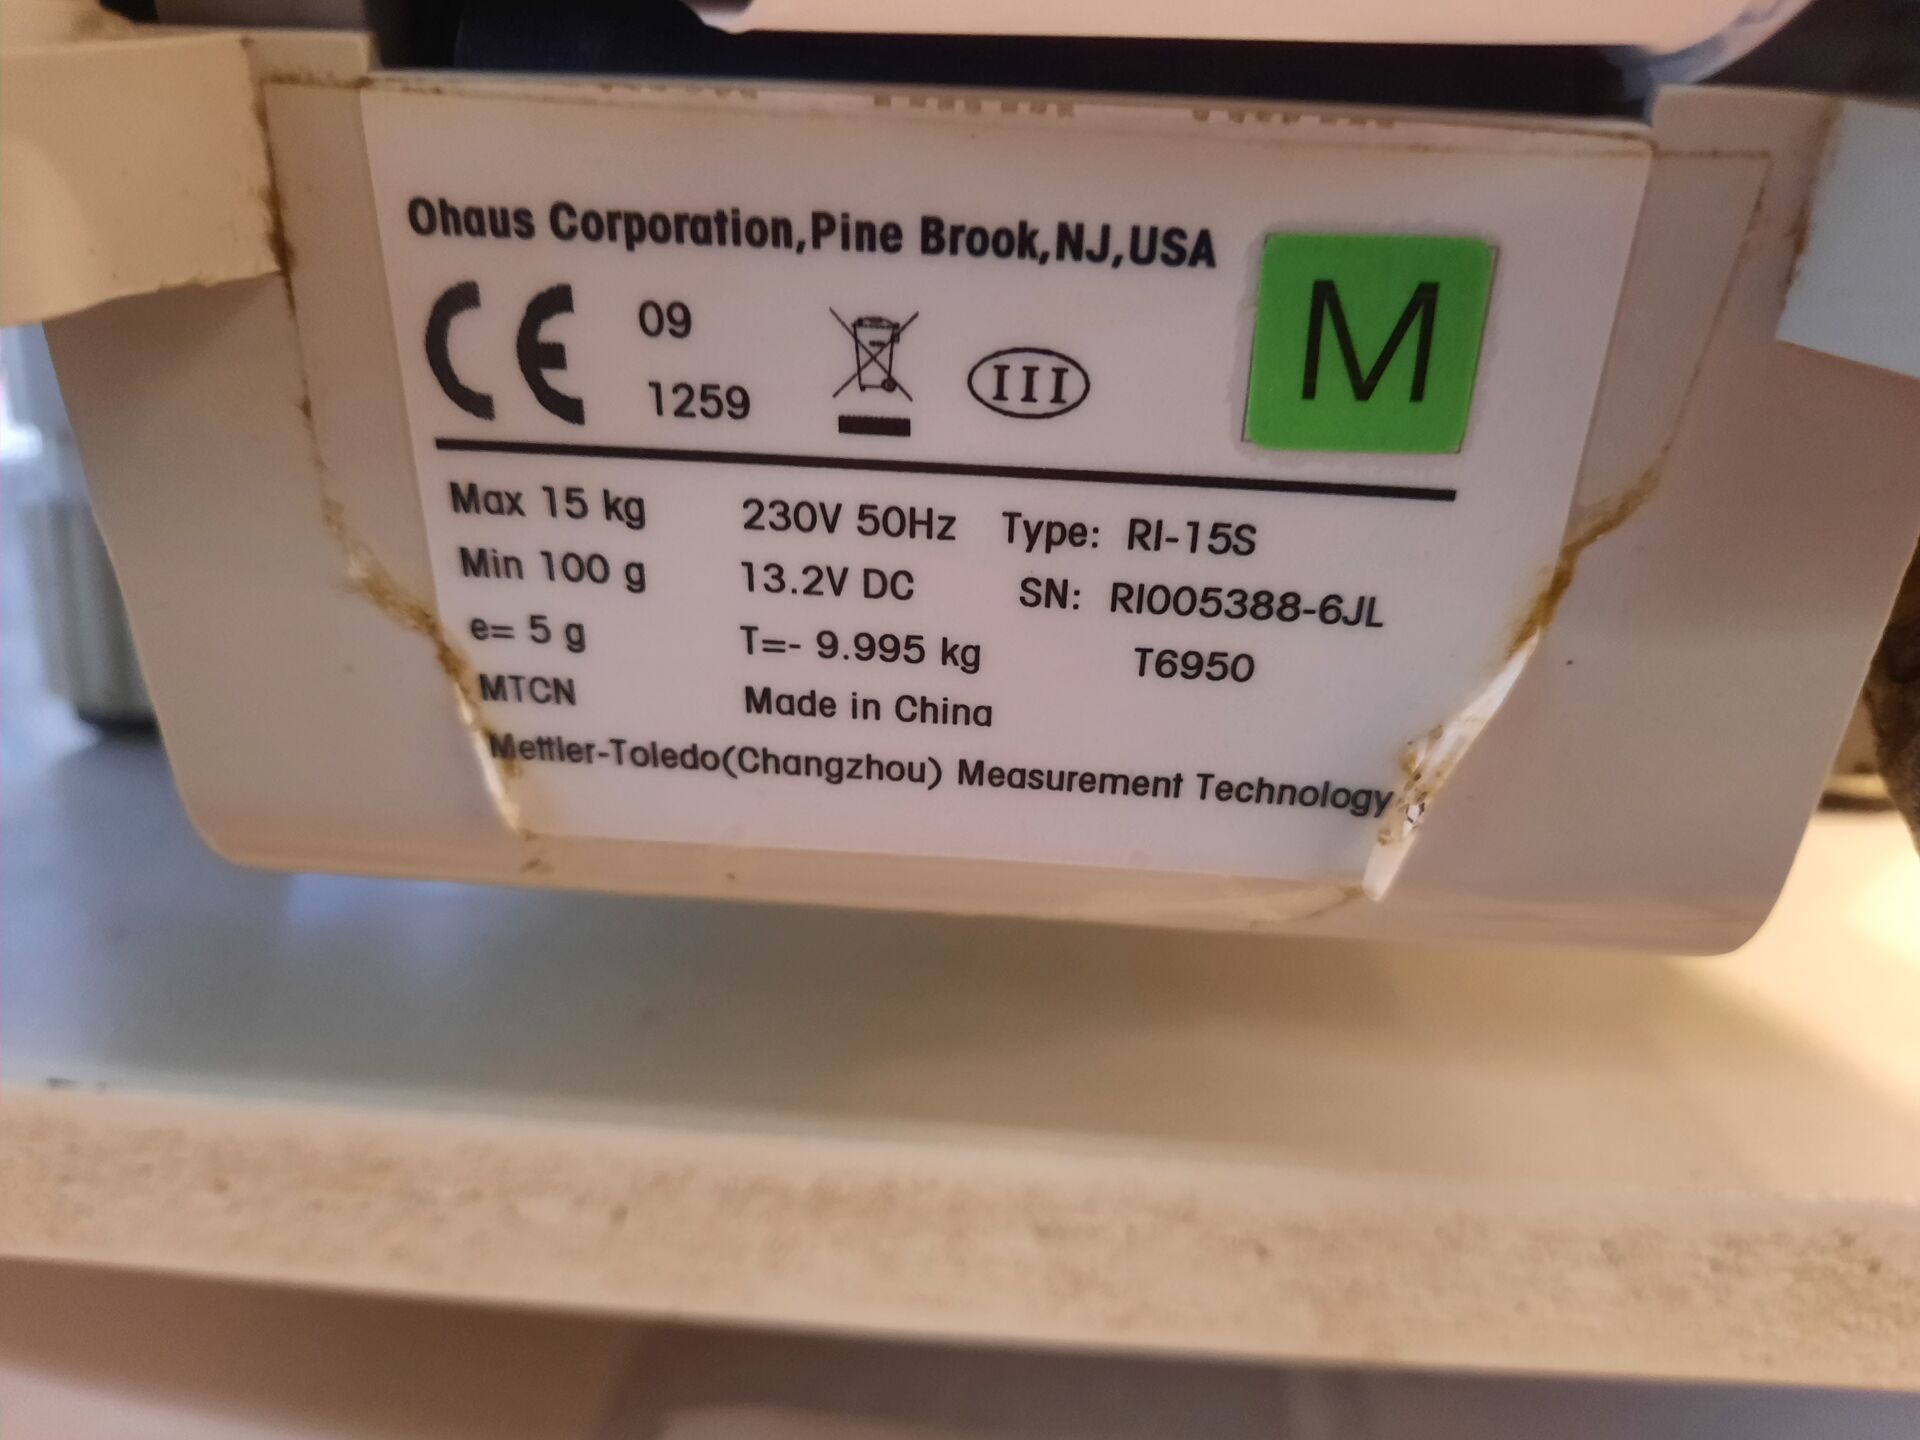 Ohaus Corporation,Pine Brook,NJ,USA
CE 09 III M
1259
Max 15 kg 230V 50Hz Type: RI-15S
Min 100 g 13.2V DC SN: RI005388-6JL
e= 5 g T=- 9.995 kg T6950
MTCN Made in China
Mettler-Toledo(Changzhou) Measurement Technology